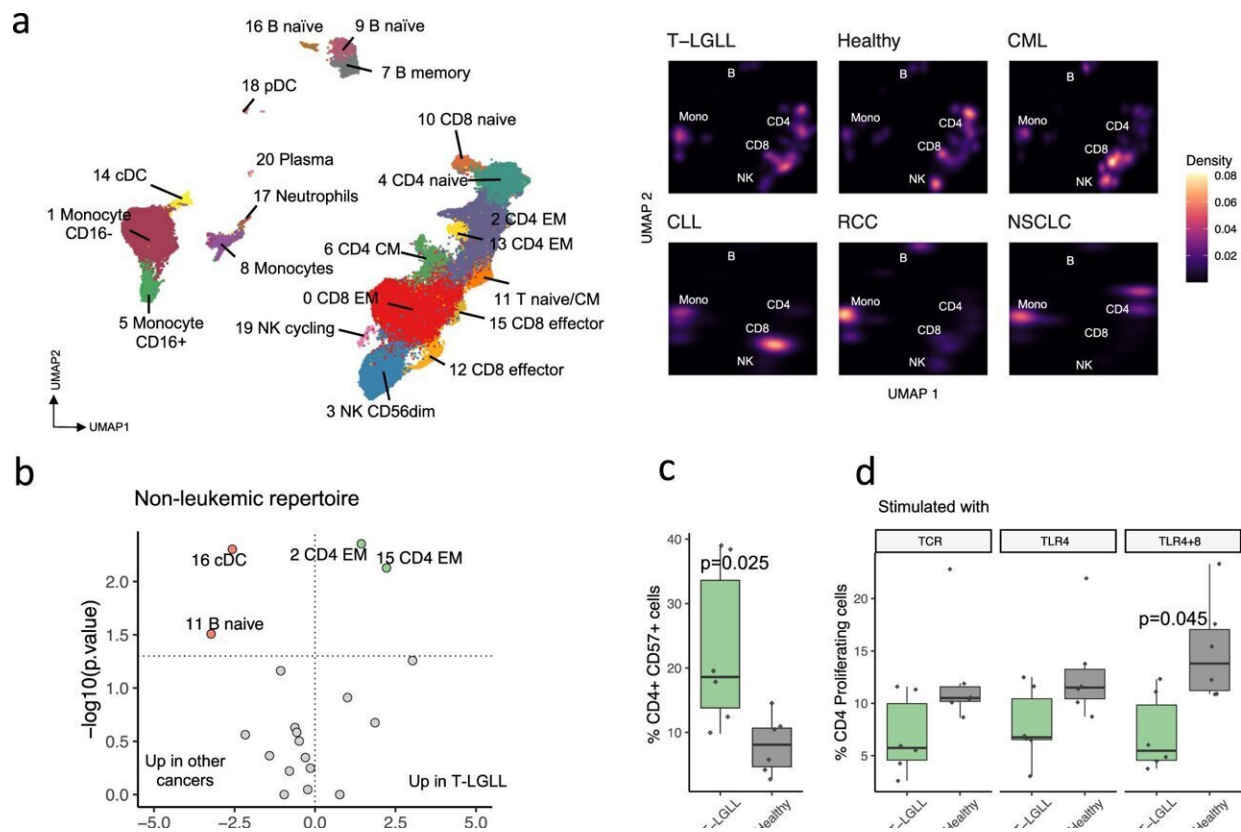 a
16 B naïve
9 B naïve
7 B memory
18 pDC
10 CD8 naive
20 Plasma
4 CD4 naive
14 cDC
17 Neutrophils
1 Monocyte
CD16-
2 CD4 EM
13 CD4 EM
6 CD4 CM
8 Monocytes
11 T naive/CM
0 CD8 EM
15 CD8 effector
19 NK cycling
5 Monocyte
CD16+
12 CD8 effector
3 NK CD56dim
UMAP2
UMAP1
T-LGLL
Healthy
CML
B
Mono
CD4
CD8
NK
B
Mono
CD4
CD8
NK
B
Mono
CD4
CD8
NK
Density
0.08
0.06
0.04
0.02
UMAP 2
CLL
RCC
NSCLC
B
Mono
CD4
CD8
NK
B
Mono
CD4
CD8
NK
B
Mono
CD4
CD8
NK
UMAP 1
b
Non-leukemic repertoire
16 cDC
2 CD4 EM
15 CD4 EM
11 B naive
-log10(p.value)
2.0
1.5
1.0
0.5
0.0
Up in other
cancers
Up in T-LGLL
-5.0
-2.5
0.0
2.5
5.0
c
p=0.025
% CD4+ CD57+ cells
40
30
20
10
T-LGLL
Healthy
d
Stimulated with
TCR
TLR4
TLR4+8
p=0.045
% CD4 Proliferating cells
20
15
10
5
T-LGLL
Healthy
T-LGLL
Healthy
T-LGLL
Healthy